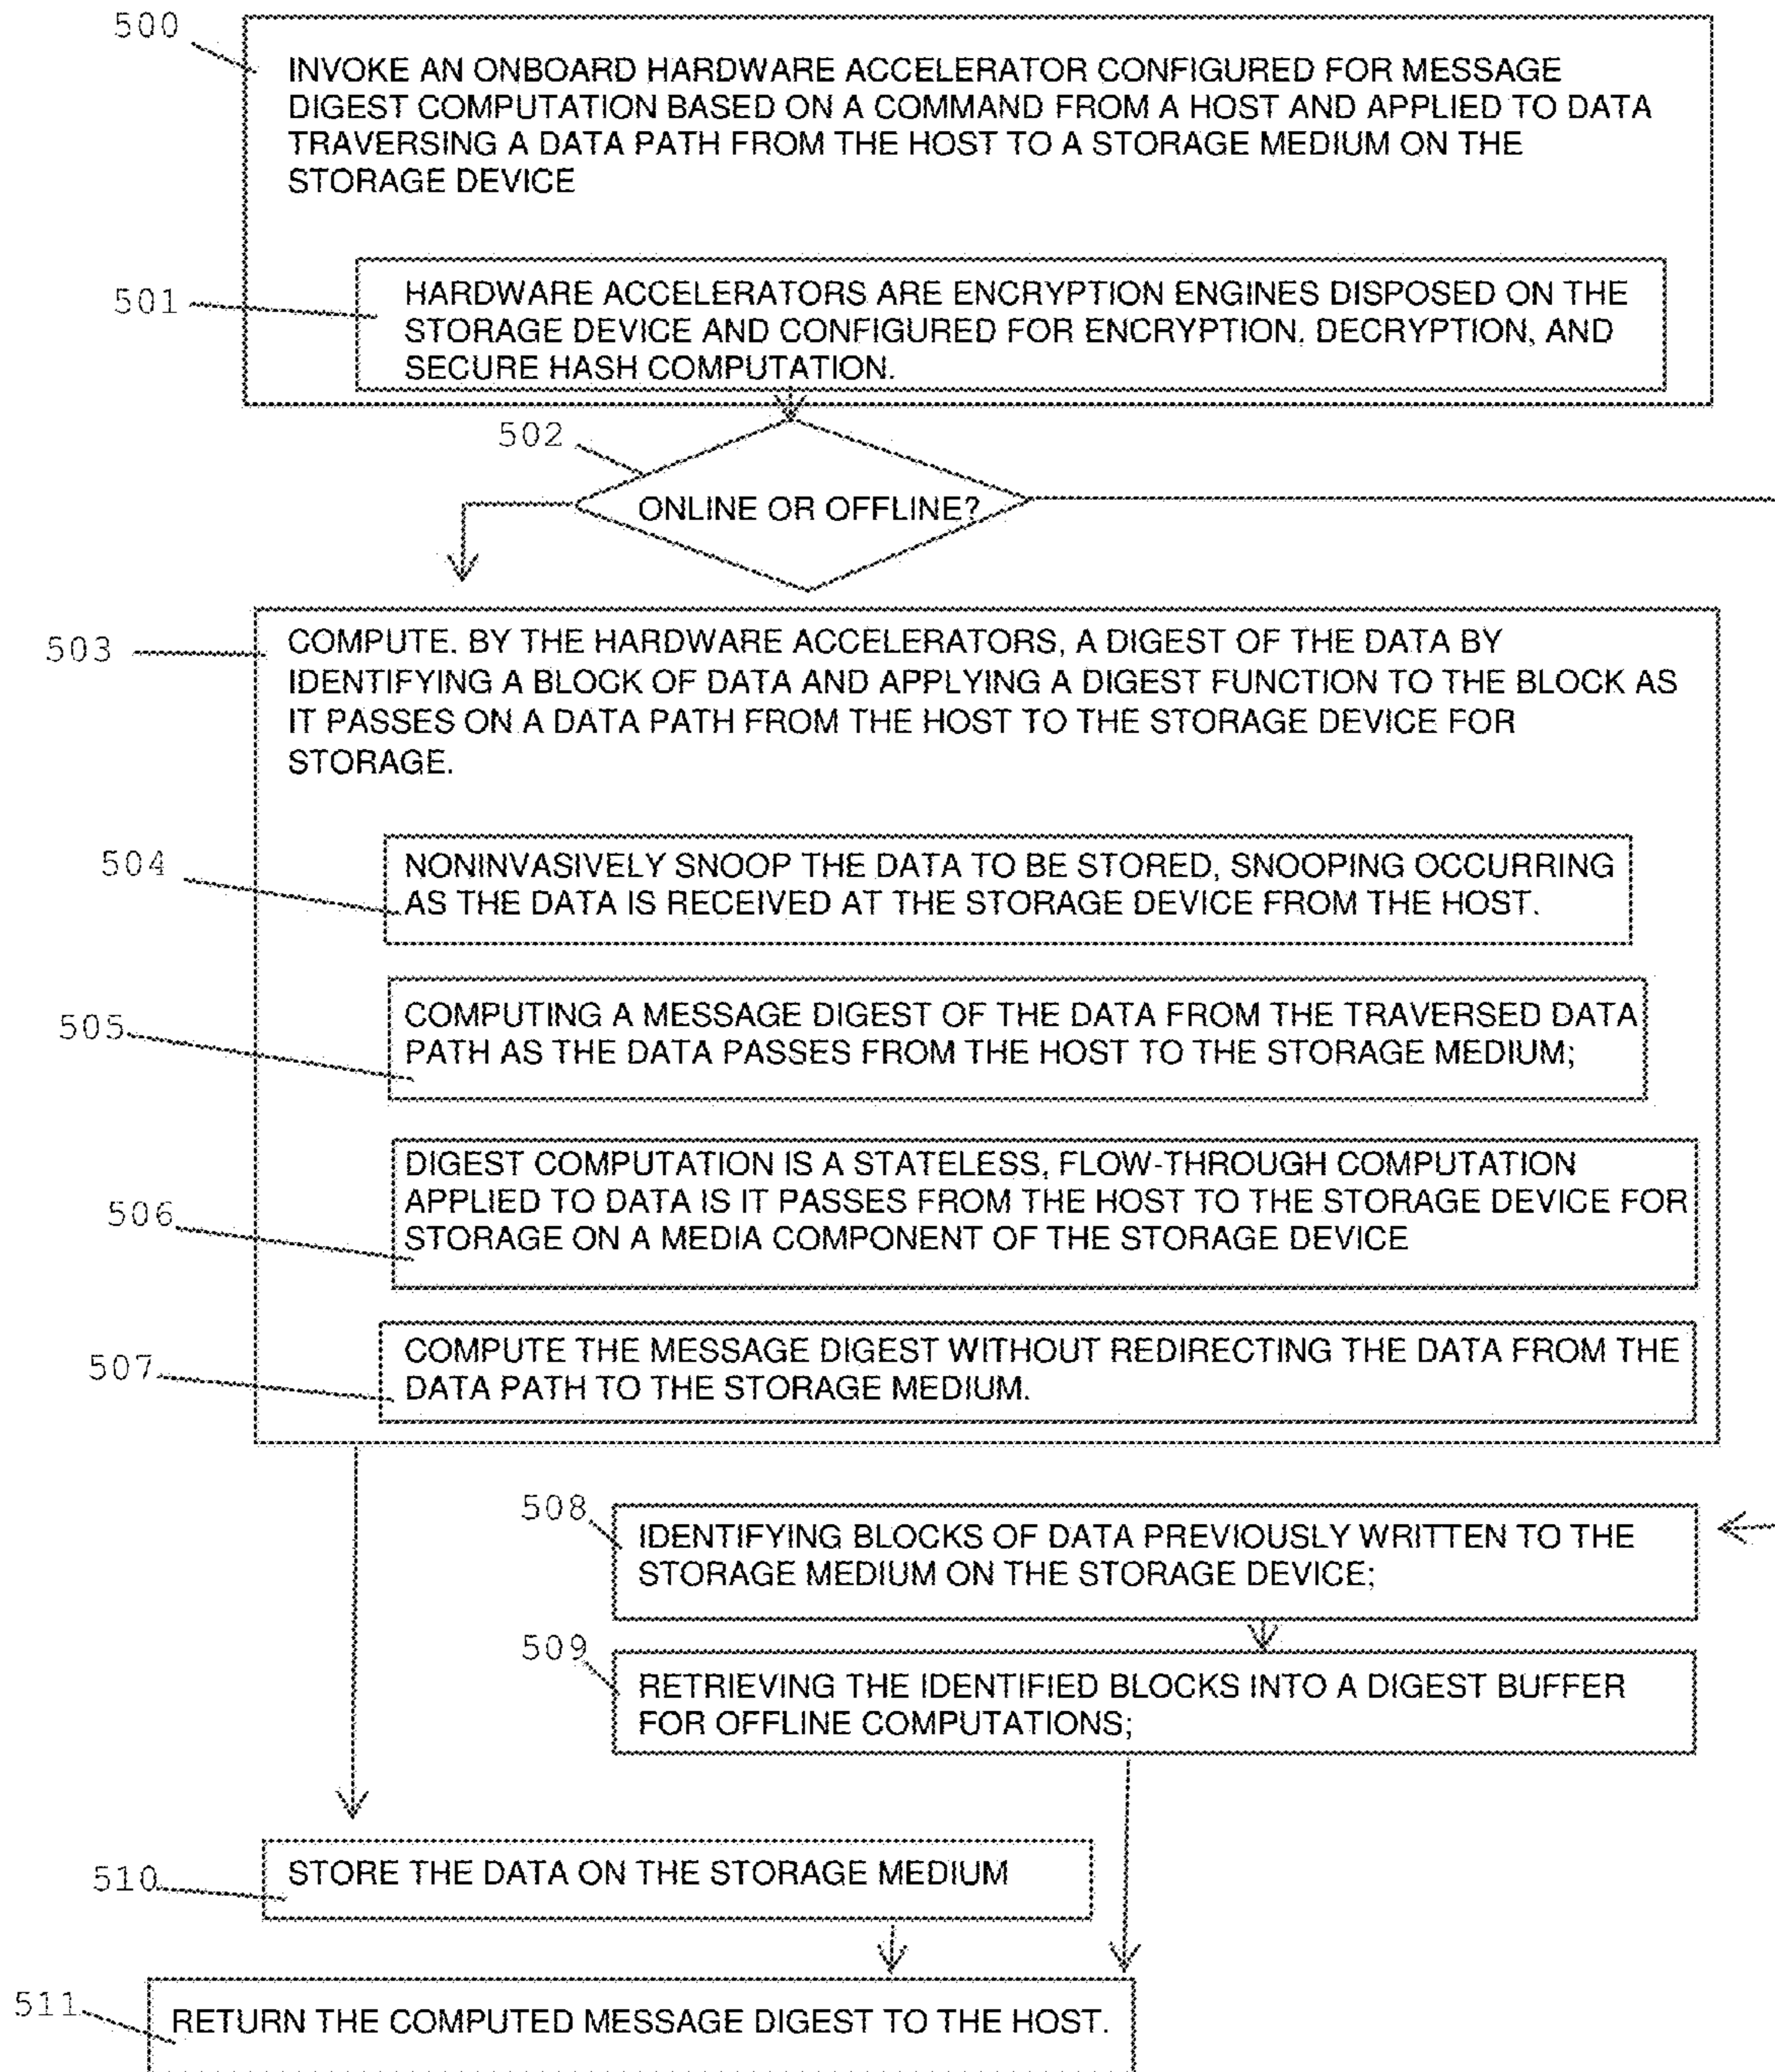 500
INVOKE AN ONBOARD HARDWARE ACCELERATOR CONFIGURED FOR MESSAGE
DIGEST COMPUTATION BASED ON A COMMAND FROM A HOST AND APPLIED TO DATA
TRAVERSING A DATA PATH FROM THE HOST TO A STORAGE MEDIUM ON THE
STORAGE DEVICE
501
HARDWARE ACCELERATORS ARE ENCRYPTION ENGINES DISPOSED ON THE
STORAGE DEVICE AND CONFIGURED FOR ENCRYPTION, DECRYPTION, AND
SECURE HASH COMPUTATION.
502
ONLINE OR OFFLINE?
503
COMPUTE. BY THE HARDWARE ACCELERATORS, A DIGEST OF THE DATA BY
IDENTIFYING A BLOCK OF DATA AND APPLYING A DIGEST FUNCTION TO THE BLOCK AS
IT PASSES ON A DATA PATH FROM THE HOST TO THE STORAGE DEVICE FOR
STORAGE.
504
NONINVASIVELY SNOOP THE DATA TO BE STORED, SNOOPING OCCURRING
AS THE DATA IS RECEIVED AT THE STORAGE DEVICE FROM THE HOST.
505
COMPUTING A MESSAGE DIGEST OF THE DATA FROM THE TRAVERSED DATA
PATH AS THE DATA PASSES FROM THE HOST TO THE STORAGE MEDIUM;
506
DIGEST COMPUTATION IS A STATELESS, FLOW-THROUGH COMPUTATION
APPLIED TO DATA IS IT PASSES FROM THE HOST TO THE STORAGE DEVICE FOR
STORAGE ON A MEDIA COMPONENT OF THE STORAGE DEVICE
507
COMPUTE THE MESSAGE DIGEST WITHOUT REDIRECTING THE DATA FROM THE
DATA PATH TO THE STORAGE MEDIUM.
508
IDENTIFYING BLOCKS OF DATA PREVIOUSLY WRITTEN TO THE
STORAGE MEDIUM ON THE STORAGE DEVICE;
509
RETRIEVING THE IDENTIFIED BLOCKS INTO A DIGEST BUFFER
FOR OFFLINE COMPUTATIONS;
510
STORE THE DATA ON THE STORAGE MEDIUM
511
RETURN THE COMPUTED MESSAGE DIGEST TO THE HOST.